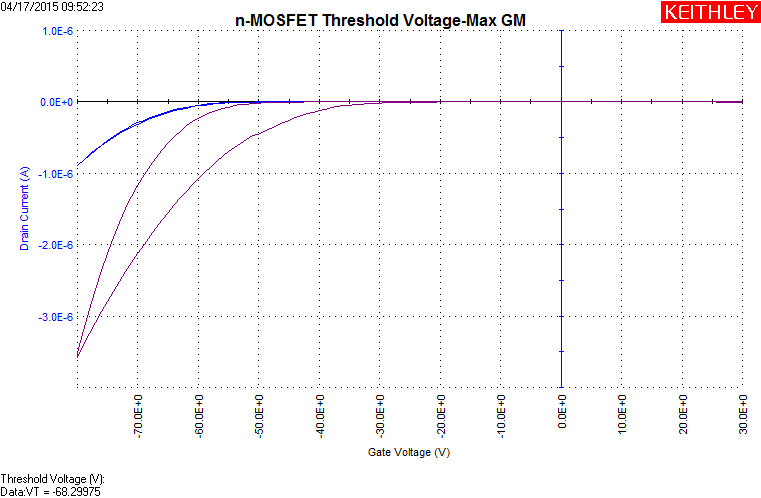 04/17/2015 09:52:23
n-MOSFET Threshold Voltage-Max GM
KEITHLEY
1.0E-6
0.0E+0
-1.0E-6
-2.0E-6
-3.0E-6
Drain Current (A)
-70.0E+0
-60.0E+0
-50.0E+0
-40.0E+0
-30.0E+0
-20.0E+0
-10.0E+0
0.0E+0
10.0E+0
20.0E+0
30.0E+0
Gate Voltage (V)
Threshold Voltage (V):
Data:VT = -68.29975